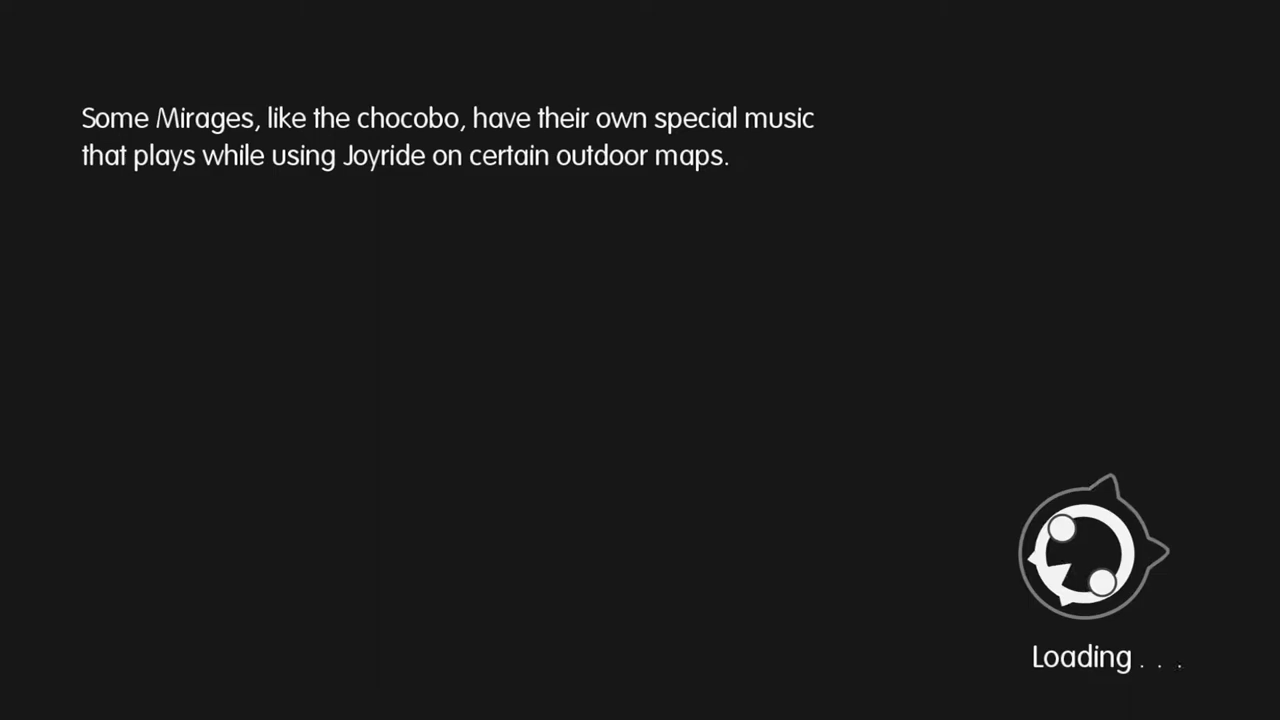 Some Mirages, like the chocobo, have their own special music
that plays while using Joyride on certain outdoor maps.
Loading . . .